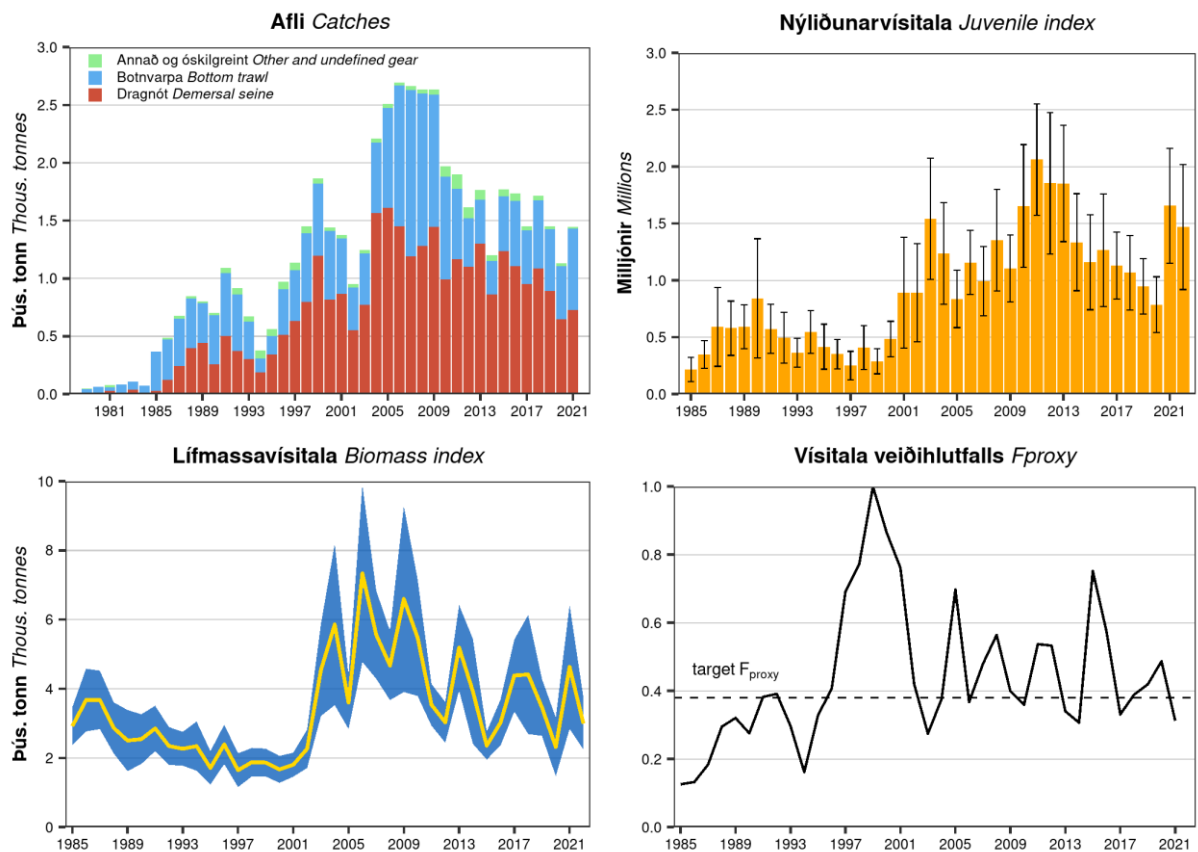 Afli Catches
Þús. tonn Thous. tonnes
3.0
2.5
2.0
1.5
1.0
0.5
0.0
Annað og óskilgreint Other and undefined gear
Botnvarpa Bottom trawl
Dragnót Demersal seine
1981 1985 1989 1993 1997 2001 2005 2009 2013 2017 2021
Nýliðunarvísitala Juvenile index
Milljónir Millions
3.0
2.5
2.0
1.5
1.0
0.5
0.0
1985 1989 1993 1997 2001 2005 2009 2013 2017 2021
Lífmassavísitala Biomass index
Þús. tonn Thous. tonnes
10
8
6
4
2
0
1985 1989 1993 1997 2001 2005 2009 2013 2017 2021
Vísitala veiðihlutfalls Fproxy
1.0
0.8
0.6
0.4
0.2
0.0
target Fproxy
1985 1989 1993 1997 2001 2005 2009 2013 2017 2021